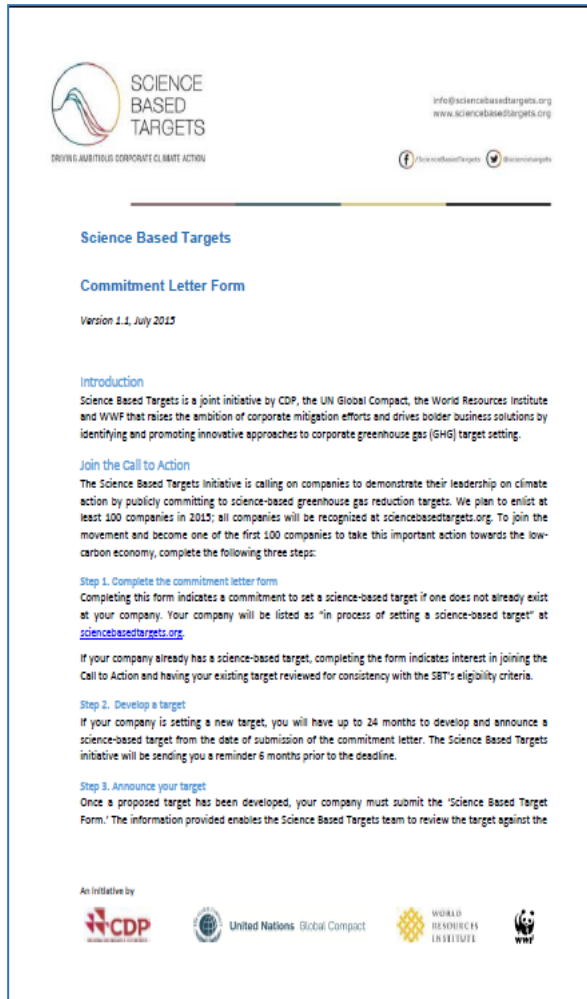 SCIENCE
BASED
TARGETS
DRIVING AMBITIOUS CORPORATE CLIMATE ACTION
info@sciencebasedtargets.org
www.sciencebasedtargets.org
/ScienceBasedTargets @sciencetargets
Science Based Targets
Commitment Letter Form
Version 1.1, July 2015
Introduction
Science Based Targets is a joint initiative by CDP, the UN Global Compact, the World Resources Institute
and WWF that raises the ambition of corporate mitigation efforts and drives bolder business solutions by
identifying and promoting innovative approaches to corporate greenhouse gas (GHG) target setting.
Join the Call to Action
The Science Based Targets Initiative is calling on companies to demonstrate their leadership on climate
action by publicly committing to science-based greenhouse gas reduction targets. We plan to enlist at
least 100 companies in 2015; all companies will be recognized at sciencebasedtargets.org. To join the
movement and become one of the first 100 companies to take this important action towards the low-
carbon economy, complete the following three steps:
Step 1. Complete the commitment letter form
Completing this form indicates a commitment to set a science-based target if one does not already exist
at your company. Your company will be listed as "in process of setting a science-based target" at
sciencebasedtargets.org.
If your company already has a science-based target, completing the form indicates interest in joining the
Call to Action and having your existing target reviewed for consistency with the SBT's eligibility criteria.
Step 2. Develop a target
If your company is setting a new target, you will have up to 24 months to develop and announce a
science-based target from the date of submission of the commitment letter. The Science Based Targets
initiative will be sending you a reminder 6 months prior to the deadline.
Step 3. Announce your target
Once a proposed target has been developed, your company must submit the 'Science Based Target
Form.' The information provided enables the Science Based Targets team to review the target against the
An initiative by
CDP
United Nations Global Compact
WORLD
RESOURCES
INSTITUTE
WWF